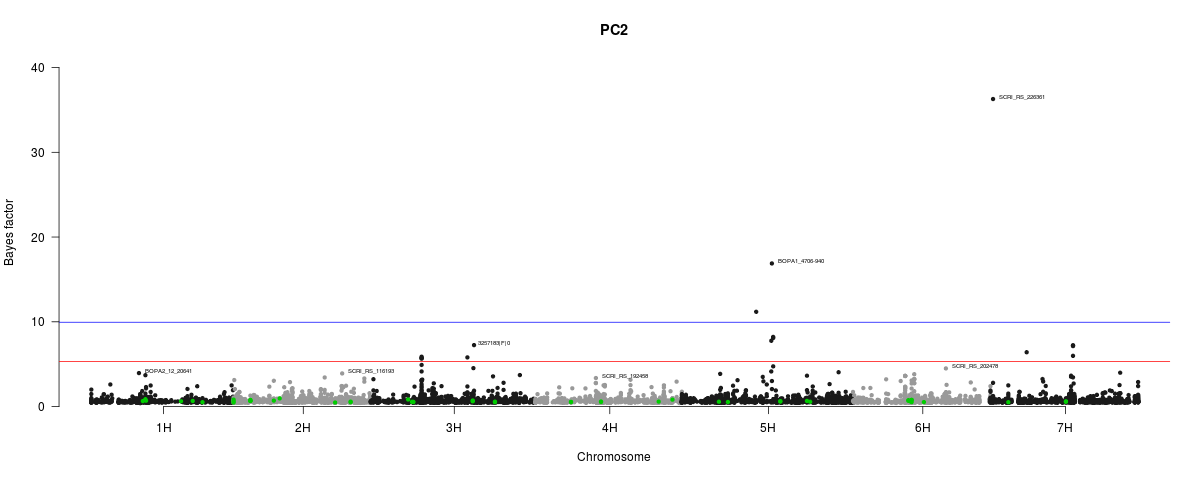 PC2
40
SCRI_RS_226361
30
Bayes factor
20
BOPA1_4706-940
10
3257183|F|0
BOPA2_12_20641
SCRI_RS_116193
SCRI_RS_192458
SCRI_RS_202478
0
1H 2H 3H 4H 5H 6H 7H
Chromosome